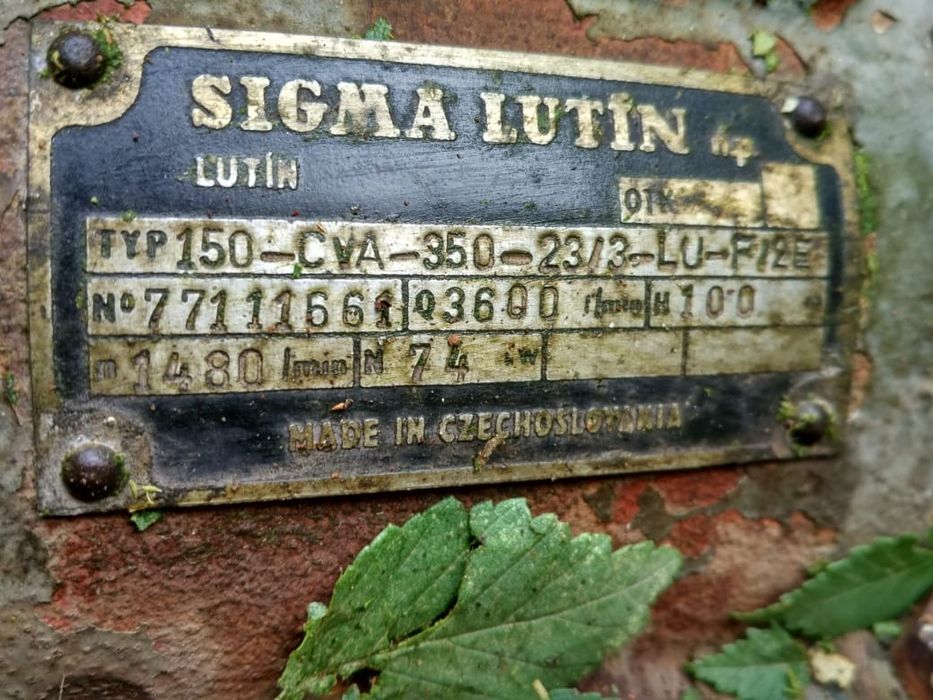 SIGMA LUTÍN n.p.
LUTÍN
OTK
TYP 150-CVA-350-23/3-LU-F/2E
Nº 77111661 Q 3600 l/min H 100
n 1480 /min N 74 kW
MADE IN CZECHOSLOVAKIA